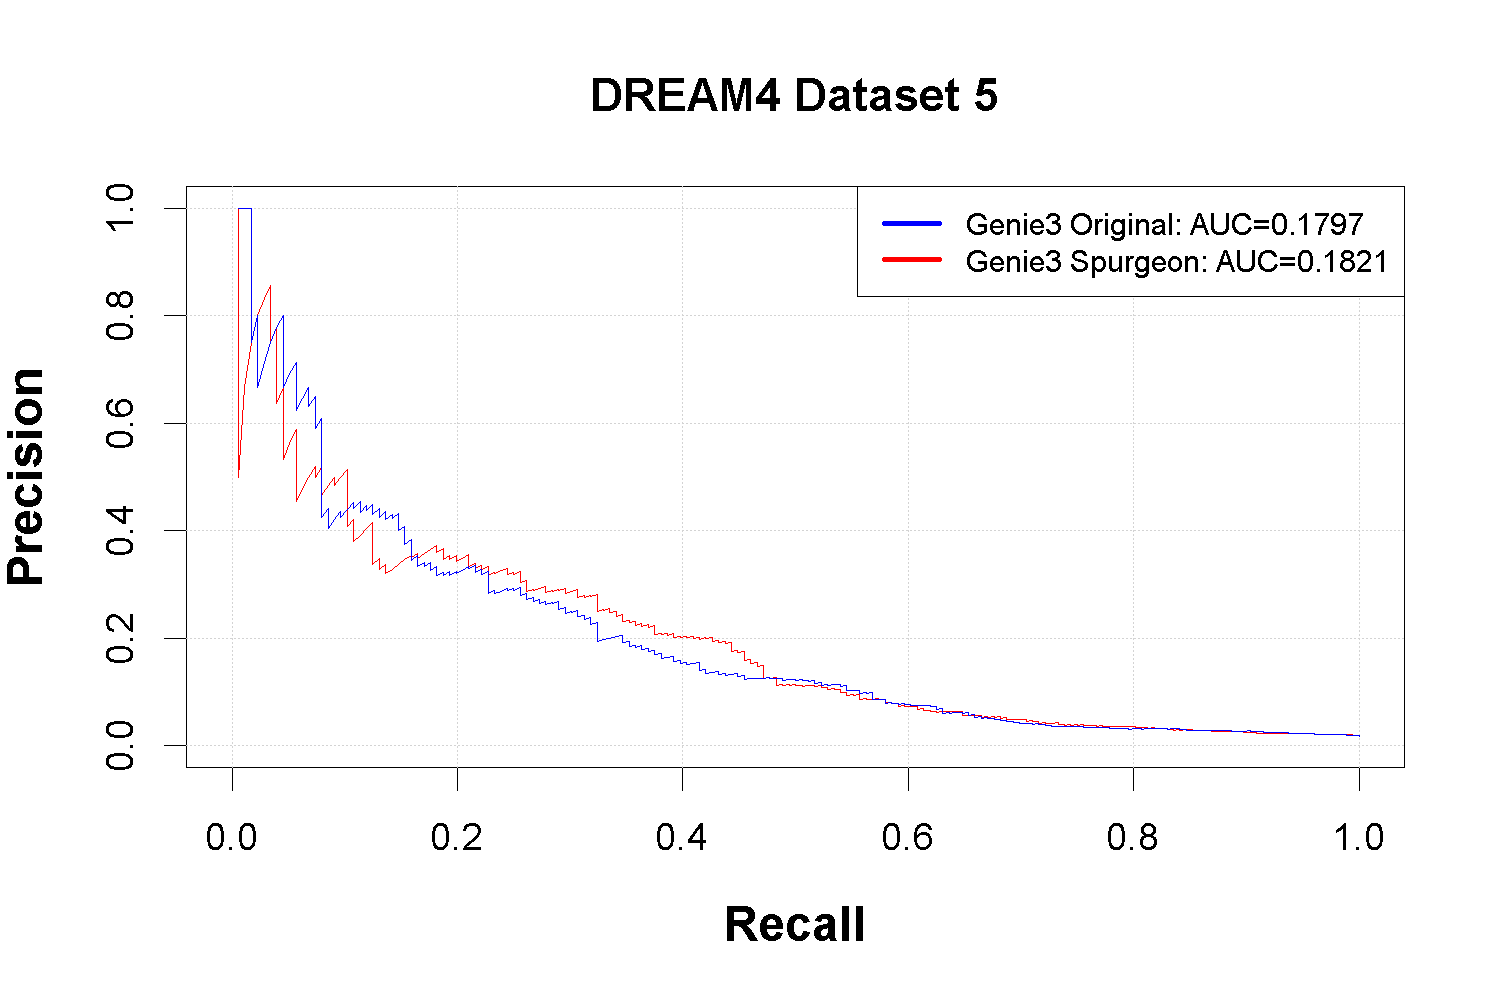 DREAM4 Dataset 5
Genie3 Original: AUC=0.1797
Genie3 Spurgeon: AUC=0.1821
Precision
1.0
0.8
0.6
0.4
0.2
0.0
0.0 0.2 0.4 0.6 0.8 1.0
Recall